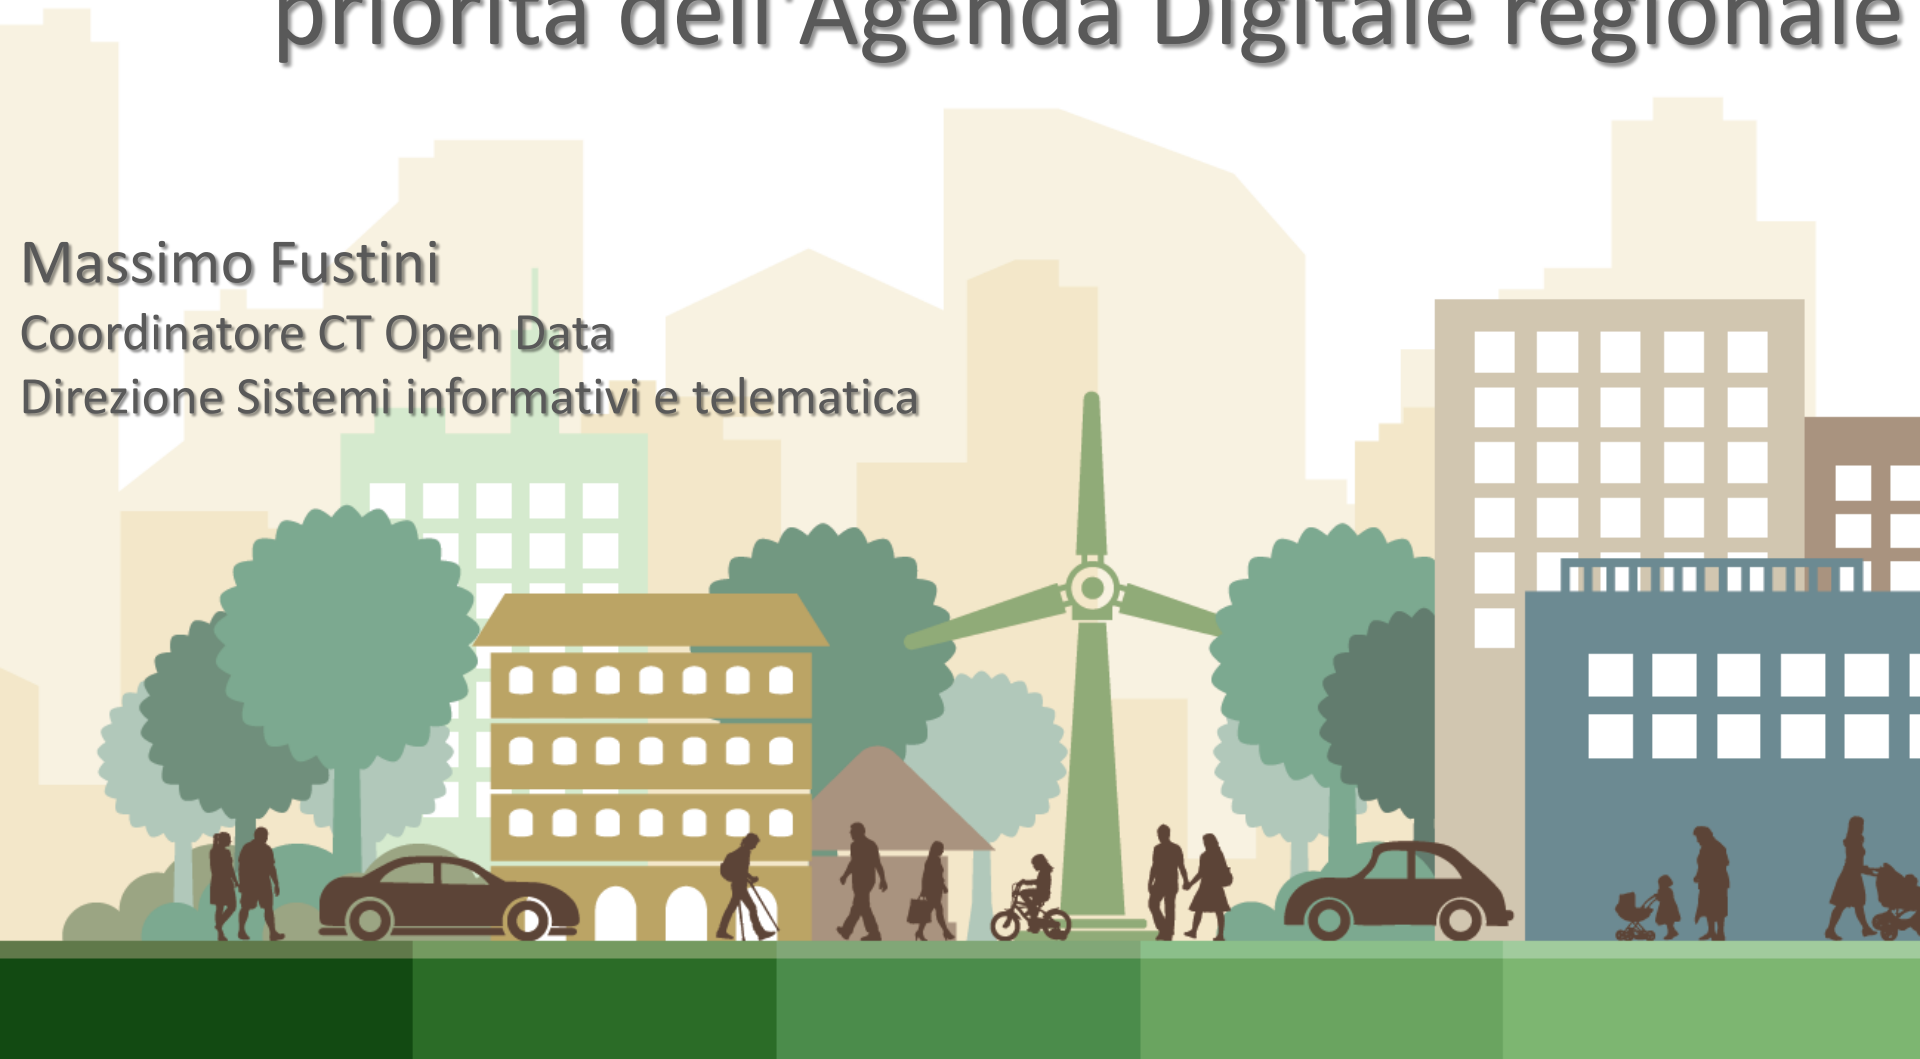 priorità dell'Agenda Digitale regionale
Massimo Fustini
Coordinatore CT Open Data
Direzione Sistemi informativi e telematica